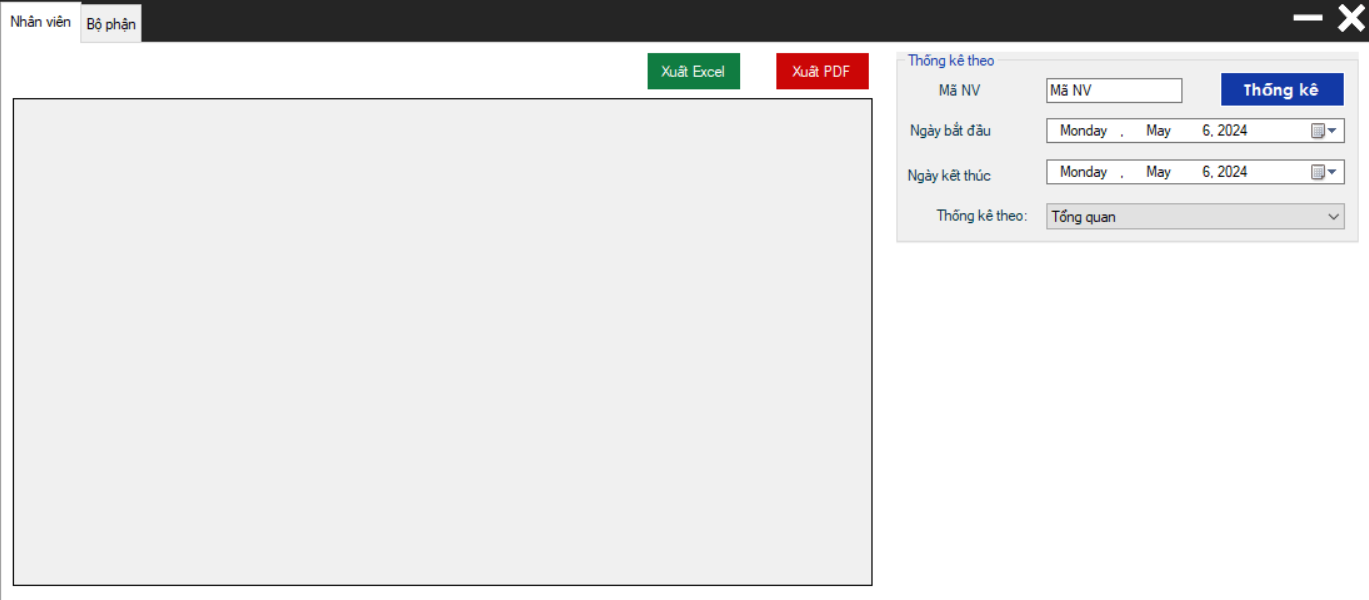 Nhân viên
Bộ phận
Xuất Excel
Xuất PDF
Thống kê theo
Mã NV
Mã NV
Thống kê
Ngày bắt đầu
Monday , May 6, 2024
Ngày kết thúc
Monday , May 6, 2024
Thống kê theo:
Tổng quan